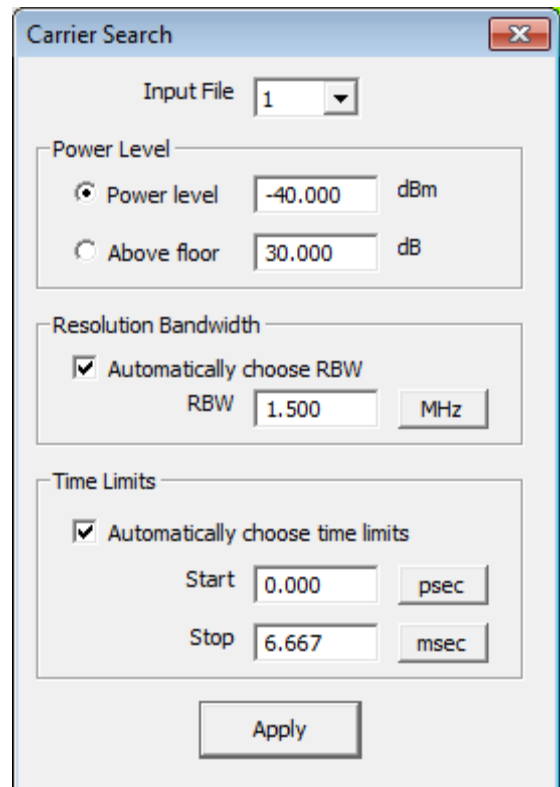 Carrier Search
Input File 1
Power Level
Power level -40.000 dBm
Above floor 30.000 dB
Resolution Bandwidth
Automatically choose RBW
RBW 1.500 MHz
Time Limits
Automatically choose time limits
Start 0.000 psec
Stop 6.667 msec
Apply